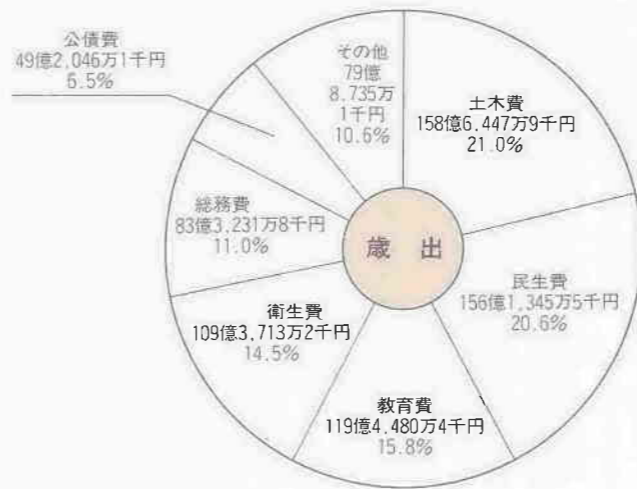 公債費
49億2,046万1千円
6.5%
その他
79億
8.735万
1千円
10.6%
土木費
158億6,447万9千円
21.0%
総務費
83億3,231万8千円
11.0%
歳 出
民生費
156億1,345万5千円
20.6%
衛生費
109億3,713万2千円
14.5%
教育費
119億4.480万4千円
15.8%